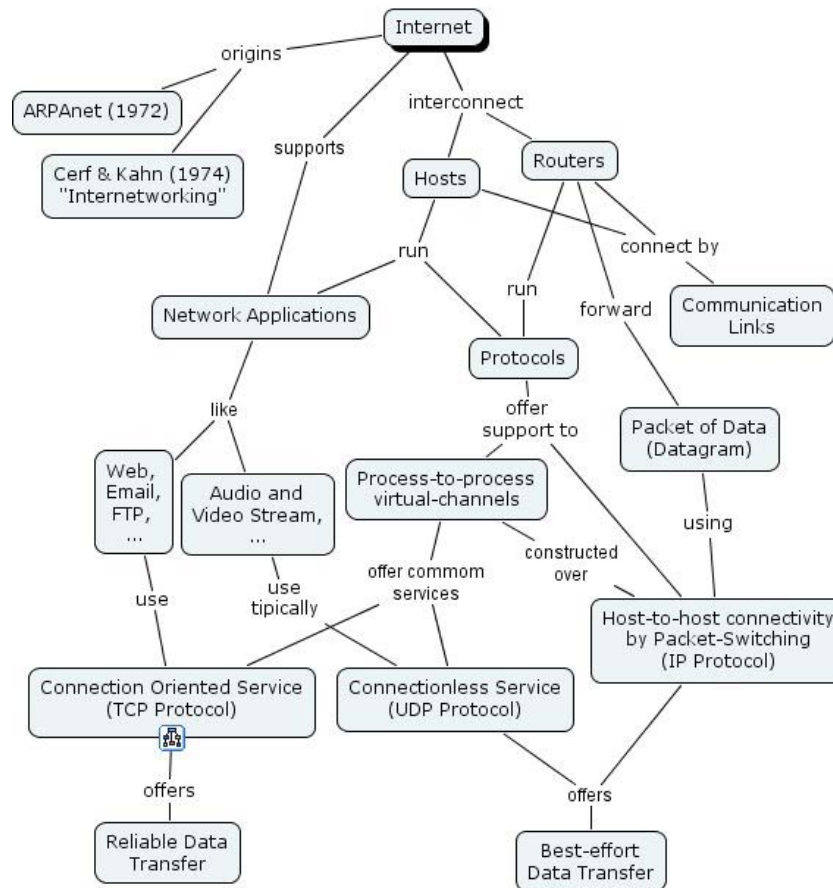 Internet
origins
ARPAnet (1972)
interconnect
supports
Cerf & Kahn (1974)
"Internetworking"
Routers
Hosts
connect by
run
run
forward
Network Applications
Communication
Links
Protocols
like
offer
support to
Packet of Data
(Datagram)
Web,
Email,
FTP,
...
Audio and
Video Stream,
...
Process-to-process
virtual-channels
using
constructed
over
offer commom
services
use
use
tipically
Host-to-host connectivity
by Packet-Switching
(IP Protocol)
Connection Oriented Service
(TCP Protocol)
Connectionless Service
(UDP Protocol)
offers
offers
Reliable Data
Transfer
Best-effort
Data Transfer